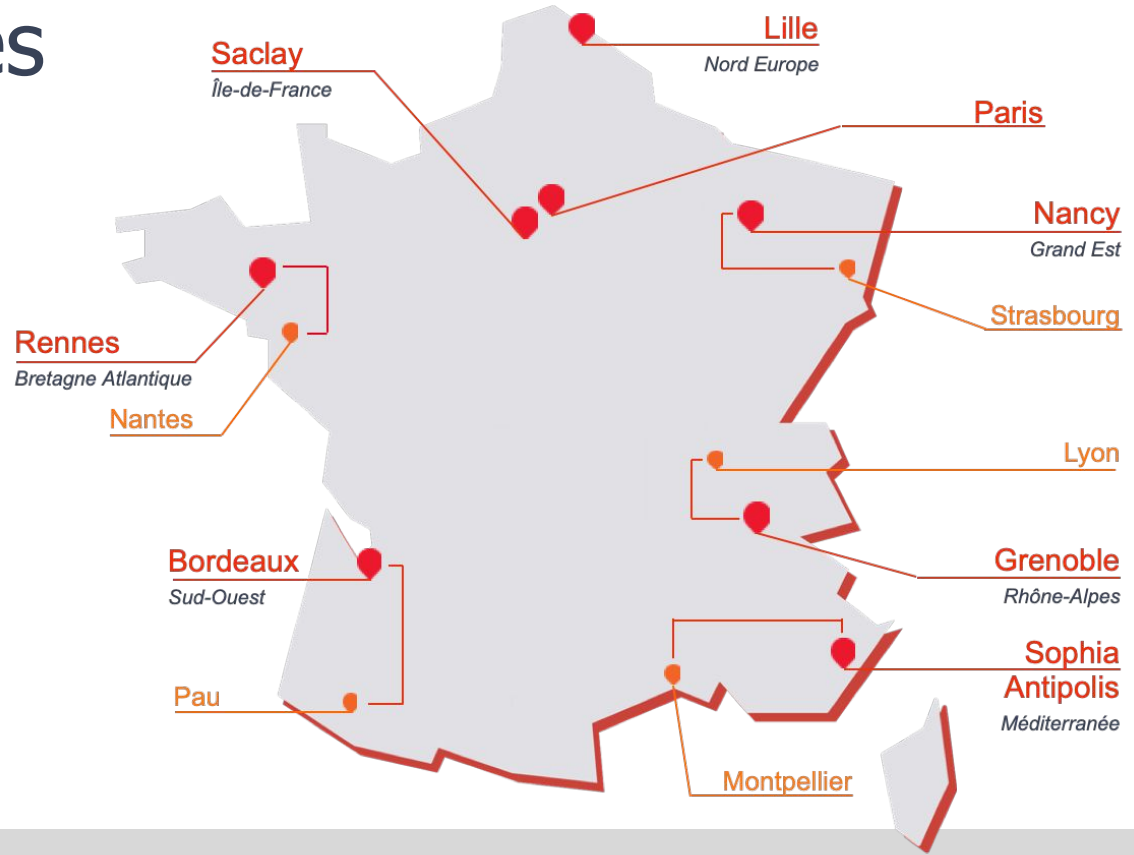 es
Saclay
Île-de-France
Lille
Nord Europe
Paris
Nancy
Grand Est
Strasbourg
Rennes
Bretagne Atlantique
Nantes
Lyon
Bordeaux
Sud-Ouest
Grenoble
Rhône-Alpes
Sophia
Antipolis
Méditerranée
Pau
Montpellier